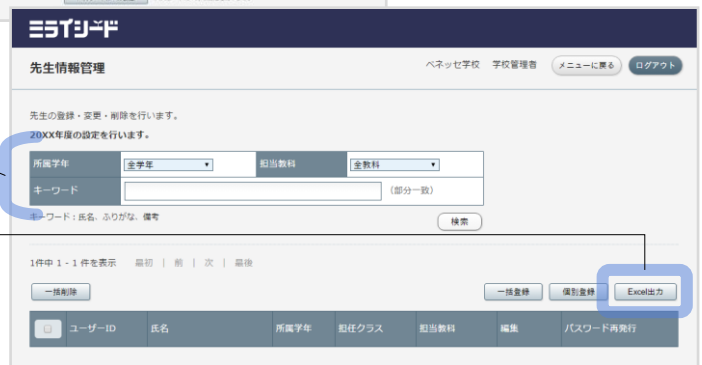 ミライシード
先生情報管理
ベネッセ学校 学校管理者 メニューに戻る ログアウト
先生の登録・変更・削除を行います。
20XX年度の設定を行います。
所属学年 全学年 担当教科 全教科
キーワード (部分一致)
キーワード：氏名、ふりがな、備考 検索
1件中 1 - 1 件を表示 最初 | 前 | 次 | 最後
一括削除 一括登録 個別登録 Excel出力
ユーザーID 氏名 所属学年 担任クラス 担当教科 編集 パスワード再発行